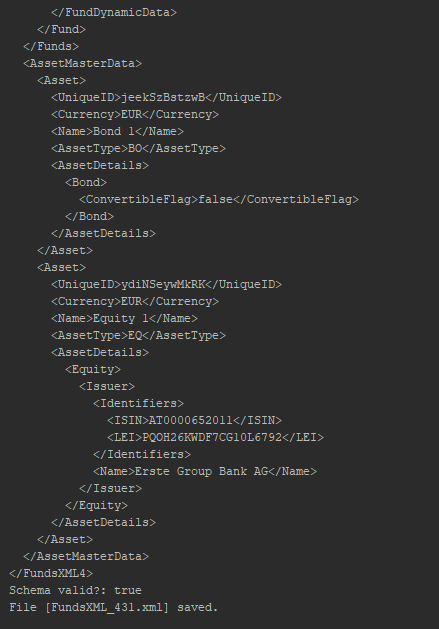 </FundDynamicData>
</Fund>
</Funds>
<AssetMasterData>
<Asset>
<UniqueID>jeekSzBstzwB</UniqueID>
<Currency>EUR</Currency>
<Name>Bond 1</Name>
<AssetType>BO</AssetType>
<AssetDetails>
<Bond>
<ConvertibleFlag>false</ConvertibleFlag>
</Bond>
</AssetDetails>
</Asset>
<Asset>
<UniqueID>ydiNSeywMkRK</UniqueID>
<Currency>EUR</Currency>
<Name>Equity 1</Name>
<AssetType>EQ</AssetType>
<AssetDetails>
<Equity>
<Issuer>
<Identifiers>
<ISIN>AT0000652011</ISIN>
<LEI>PQOH26KWDF7CG10L6792</LEI>
</Identifiers>
<Name>Erste Group Bank AG</Name>
</Issuer>
</Equity>
</AssetDetails>
</Asset>
</AssetMasterData>
</FundsXML4>
Schema valid?: true
File [FundsXML_431.xml] saved.